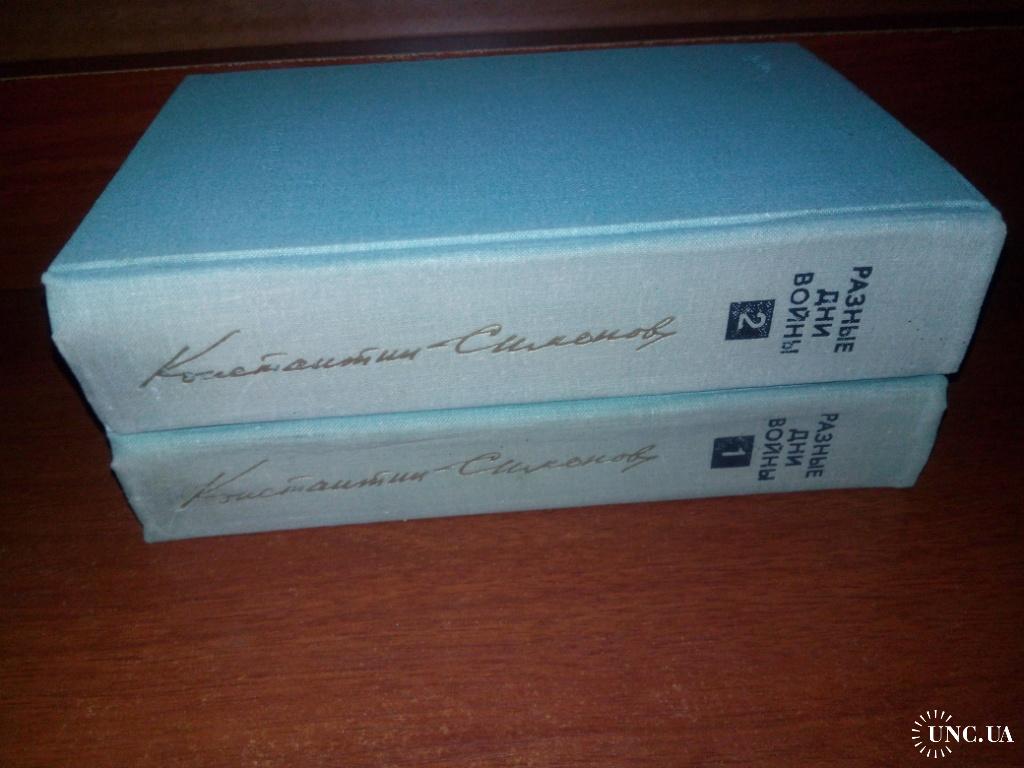 РАЗНЫЕ
ДНИ
ВОЙНЫ
2
Константин Симонов
РАЗНЫЕ
ДНИ
ВОЙНЫ
1
Константин Симонов
UNC.UA